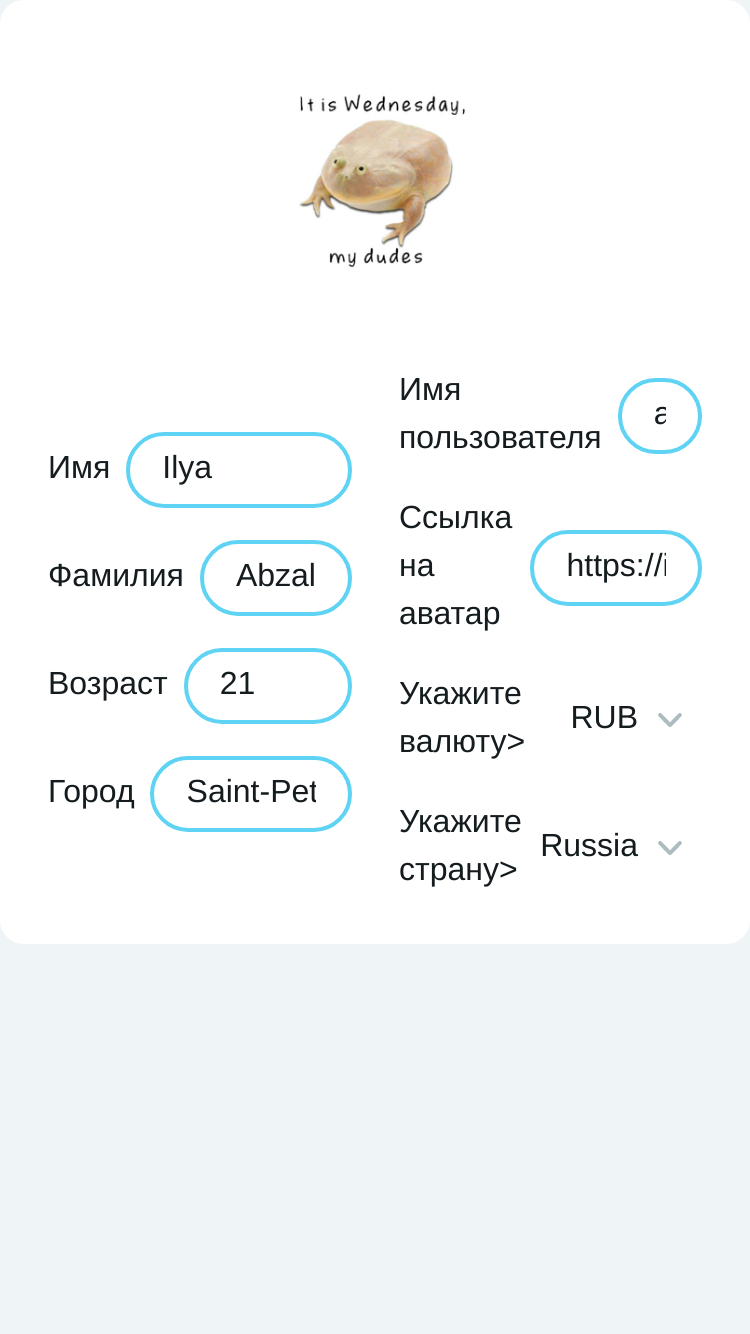 It is Wednesday,
my dudes
Имя Ilya
Фамилия Abzal
Возраст 21
Город Saint-Pet
Имя
пользователя a
Ссылка
на https://i
аватар
Укажите
валюту> RUB
Укажите
страну> Russia